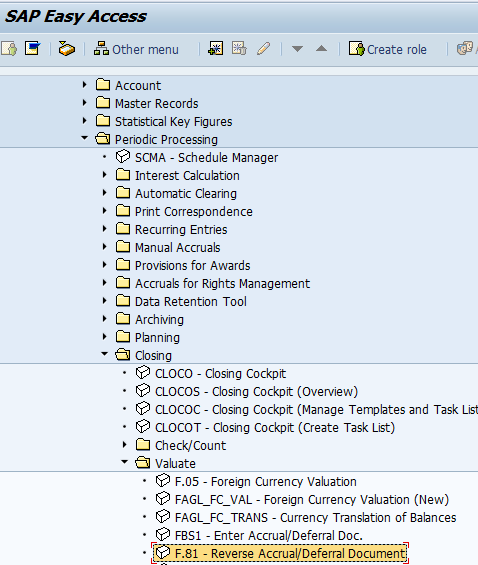 SAP Easy Access
Other menu Create role
Account
Master Records
Statistical Key Figures
Periodic Processing
SCMA - Schedule Manager
Interest Calculation
Automatic Clearing
Print Correspondence
Recurring Entries
Manual Accruals
Provisions for Awards
Accruals for Rights Management
Data Retention Tool
Archiving
Planning
Closing
CLOCO - Closing Cockpit
CLOCOS - Closing Cockpit (Overview)
CLOCOC - Closing Cockpit (Manage Templates and Task List
CLOCOT - Closing Cockpit (Create Task List)
Check/Count
Valuate
F.05 - Foreign Currency Valuation
FAGL_FC_VAL - Foreign Currency Valuation (New)
FAGL_FC_TRANS - Currency Translation of Balances
FBS1 - Enter Accrual/Deferral Doc.
F.81 - Reverse Accrual/Deferral Document